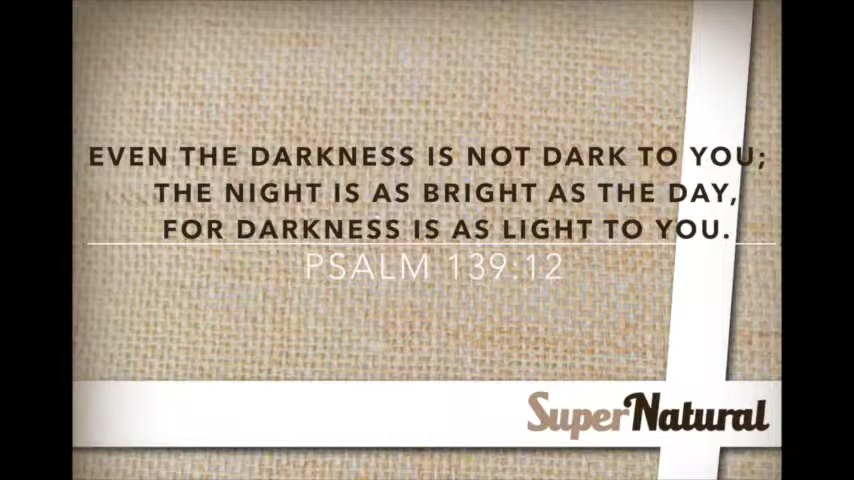 EVEN THE DARKNESS IS NOT DARK TO YOU;
THE NIGHT IS AS BRIGHT AS THE DAY,
FOR DARKNESS IS AS LIGHT TO YOU.
PSALM 139:12
SuperNatural